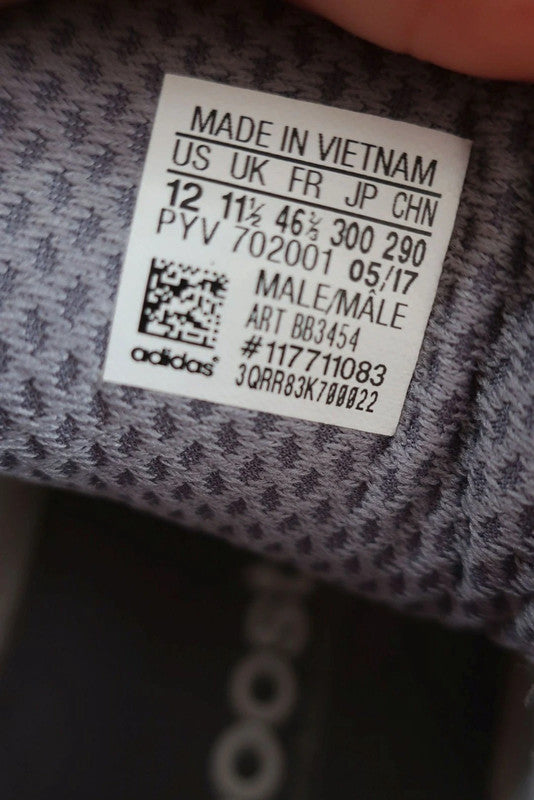 MADE IN VIETNAM
US UK FR JP CHN
12 11½ 46⅔ 300 290
PYV 702001 05/17
MALE/MÂLE
ART BB3454
#117711083
3QRR83K700022
adidas
oost